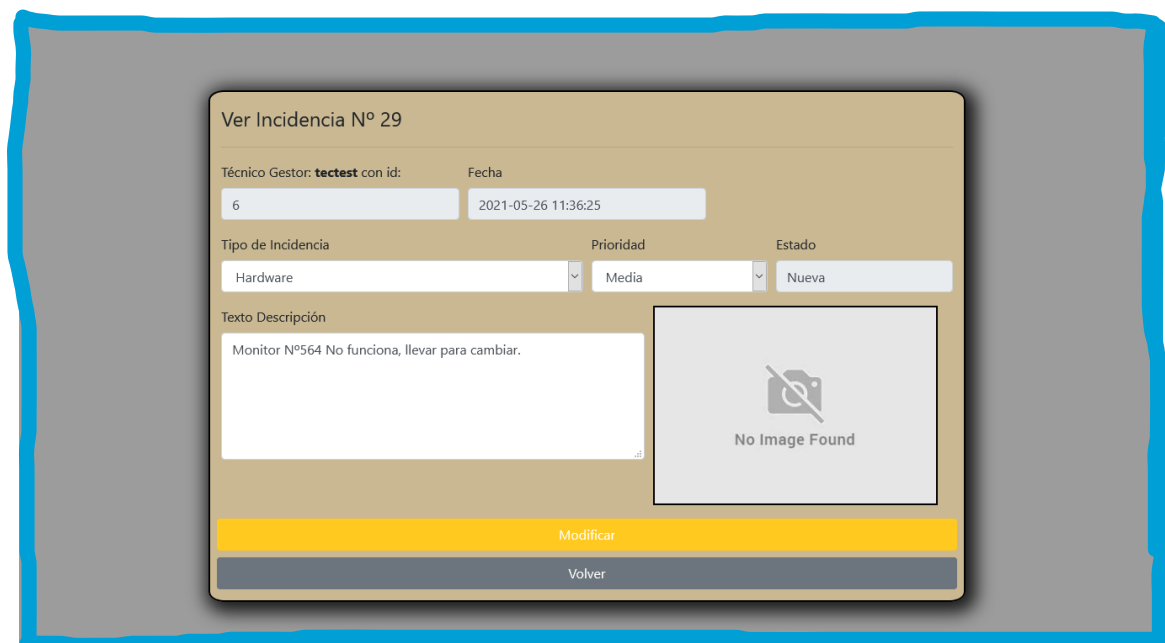 Ver Incidencia Nº 29
Técnico Gestor: tectest con id: Fecha
6 2021-05-26 11:36:25
Tipo de Incidencia Prioridad Estado
Hardware Media Nueva
Texto Descripción
Monitor Nº564 No funciona, llevar para cambiar.
No Image Found
Modificar
Volver